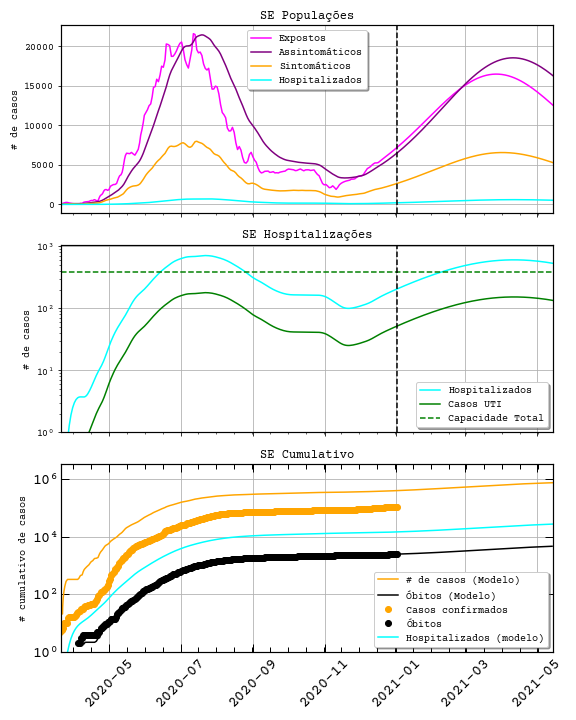 SE Populações
# de casos
20000
15000
10000
5000
0
Expostos
Assintomáticos
Sintomáticos
Hospitalizados
SE Hospitalizações
# de casos
10³
10²
10¹
10⁰
Hospitalizados
Casos UTI
Capacidade Total
SE Cumulativo
# cumulativo de casos
10⁶
10⁴
10²
10⁰
# de casos (Modelo)
Óbitos (Modelo)
Casos confirmados
Óbitos
Hospitalizados (modelo)
2020-05
2020-07
2020-09
2020-11
2021-01
2021-03
2021-05